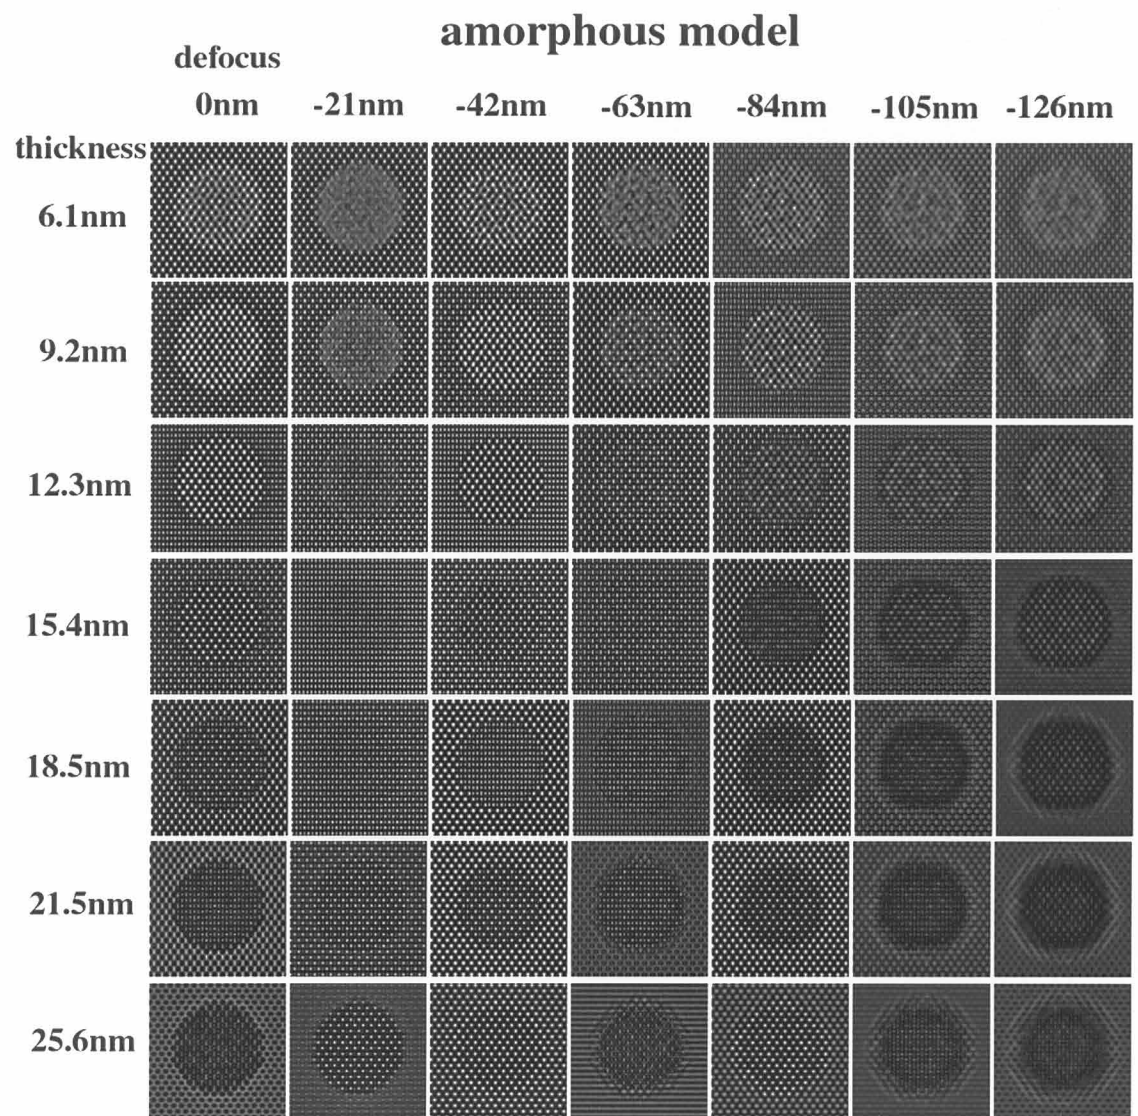 amorphous model
defocus
0nm -21nm -42nm -63nm -84nm -105nm -126nm
thickness
6.1nm
9.2nm
12.3nm
15.4nm
18.5nm
21.5nm
25.6nm